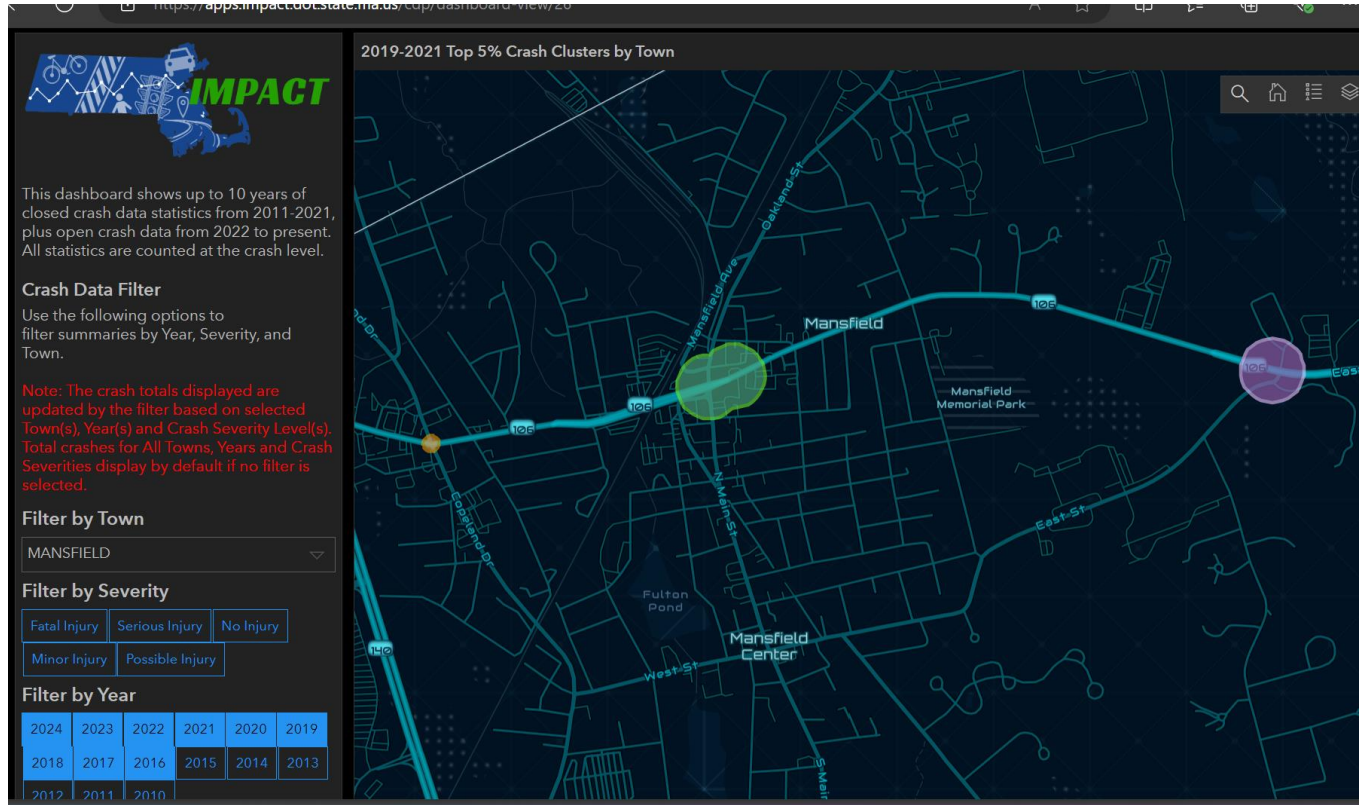 https://apps.impact.dot.state.ma.us/cdp/dashboard-view/26
IMPACT
This dashboard shows up to 10 years of
closed crash data statistics from 2011-2021,
plus open crash data from 2022 to present.
All statistics are counted at the crash level.
Crash Data Filter
Use the following options to
filter summaries by Year, Severity, and
Town.
Note: The crash totals displayed are
updated by the filter based on selected
Town(s), Year(s) and Crash Severity Level(s).
Total crashes for All Towns, Years and Crash
Severities display by default if no filter is
selected.
Filter by Town
MANSFIELD
Filter by Severity
Fatal Injury Serious Injury No Injury
Minor Injury Possible Injury
Filter by Year
2024 2023 2022 2021 2020 2019
2018 2017 2016 2015 2014 2013
2012 2011 2010
2019-2021 Top 5% Crash Clusters by Town
Oakland St
Mansfield Ave
106
Mansfield
106
East
Mansfield
Memorial Park
106
106
Copeland Dr
N Main St
East St
Fulton
Pond
Mansfield
Center
140
West St
S Main